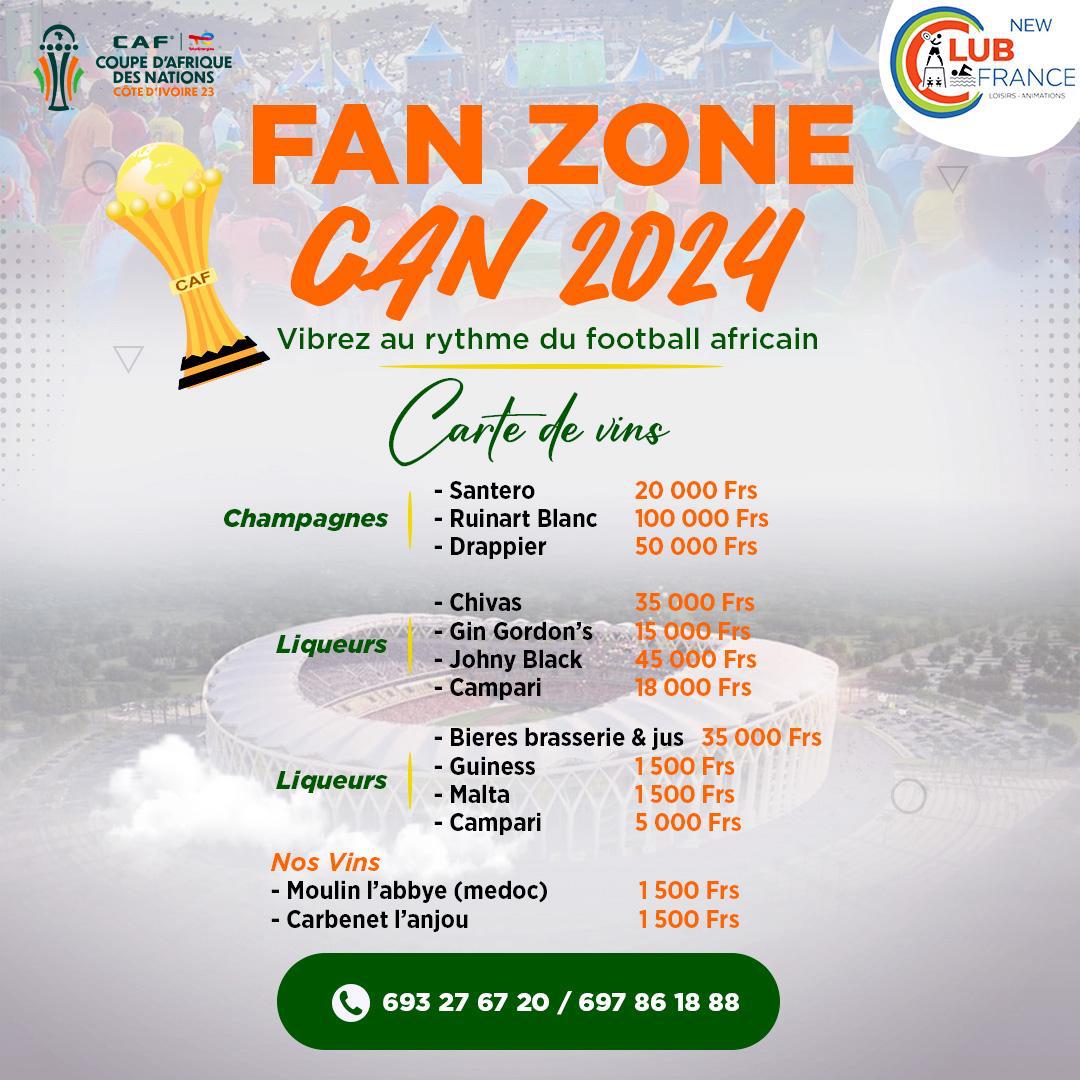 CAF
COUPE D'AFRIQUE
DES NATIONS
CÔTE D'IVOIRE 23
NEW
CLUB
FRANCE
LOISIRS - ANIMATIONS
FAN ZONE
CAN 2024
CAF
Vibrez au rythme du football africain
Carte de vins
Champagnes
- Santero 20 000 Frs
- Ruinart Blanc 100 000 Frs
- Drappier 50 000 Frs
Liqueurs
- Chivas 35 000 Frs
- Gin Gordon's 15 000 Frs
- Johny Black 45 000 Frs
- Campari 18 000 Frs
Liqueurs
- Bieres brasserie & jus 35 000 Frs
- Guiness 1 500 Frs
- Malta 1 500 Frs
- Campari 5 000 Frs
Nos Vins
- Moulin l'abbye (medoc) 1 500 Frs
- Carbenet l'anjou 1 500 Frs
693 27 67 20 / 697 86 18 88